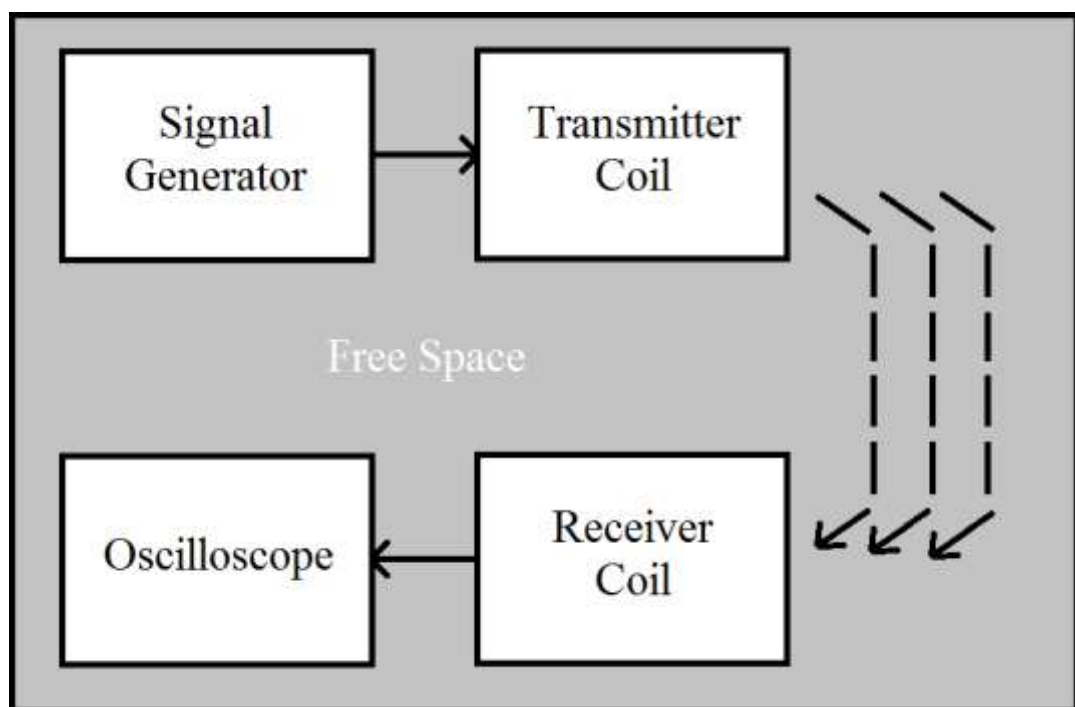 Signal
Generator
Transmitter
Coil
Free Space
Oscilloscope
Receiver
Coil